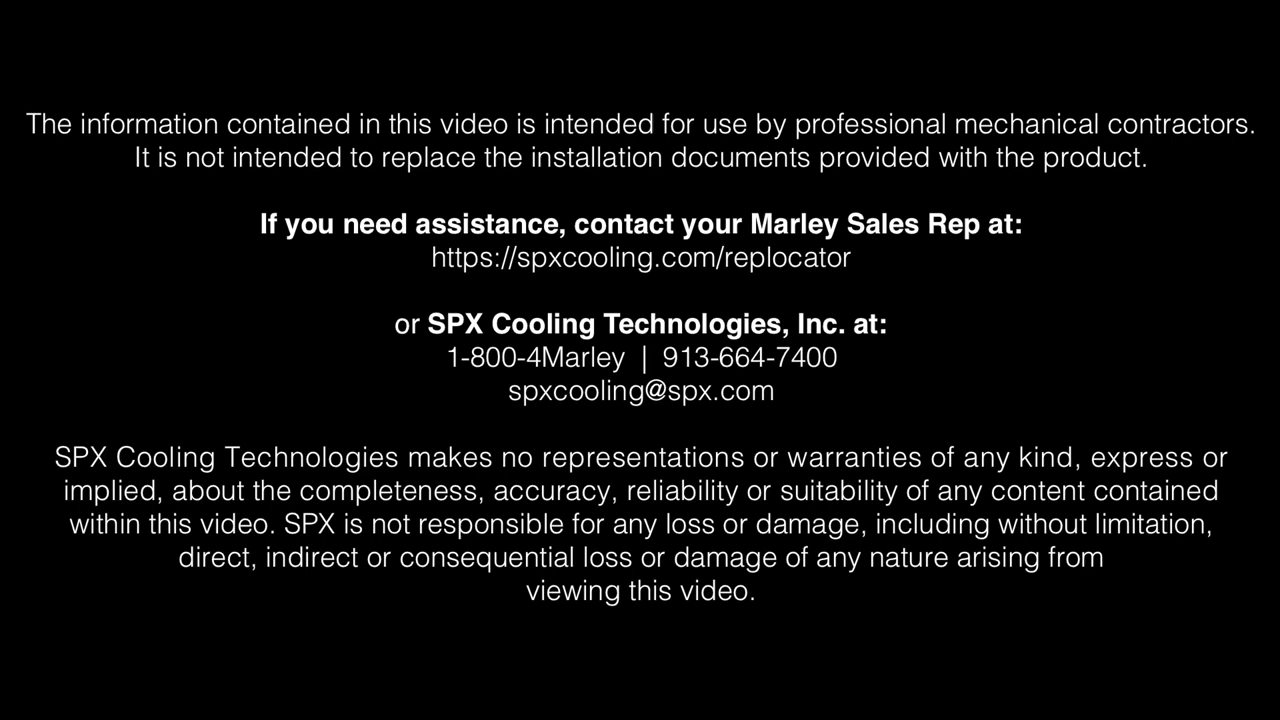 The information contained in this video is intended for use by professional mechanical contractors.
It is not intended to replace the installation documents provided with the product.
If you need assistance, contact your Marley Sales Rep at:
https://spxcooling.com/replocator
or SPX Cooling Technologies, Inc. at:
1-800-4Marley | 913-664-7400
spxcooling@spx.com
SPX Cooling Technologies makes no representations or warranties of any kind, express or
implied, about the completeness, accuracy, reliability or suitability of any content contained
within this video. SPX is not responsible for any loss or damage, including without limitation,
direct, indirect or consequential loss or damage of any nature arising from
viewing this video.